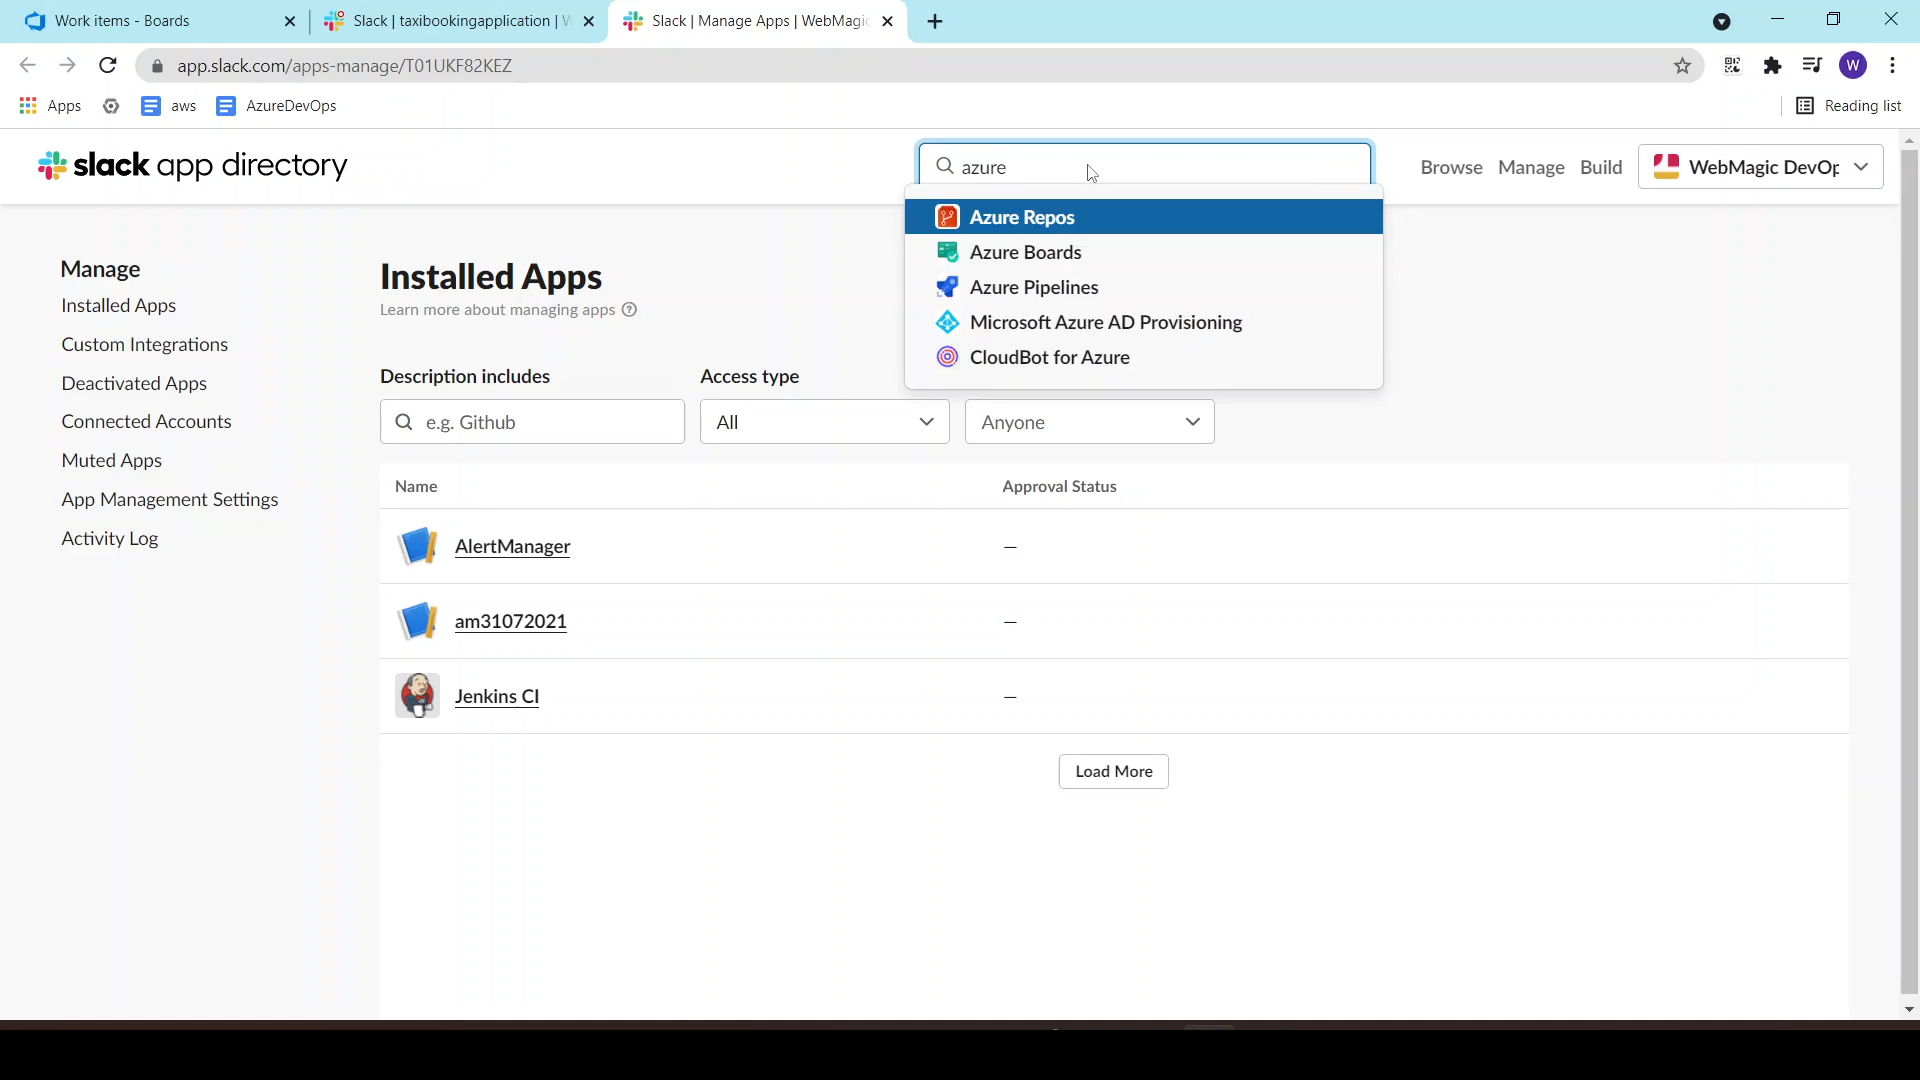 Work items - Boards
Slack | taxibookingapplication | W
Slack | Manage Apps | WebMagic
app.slack.com/apps-manage/T01UKF82KEZ
W
Apps
aws
AzureDevOps
Reading list
slack app directory
azure
Browse
Manage
Build
WebMagic DevOp
Azure Repos
Azure Boards
Azure Pipelines
Microsoft Azure AD Provisioning
CloudBot for Azure
Manage
Installed Apps
Custom Integrations
Deactivated Apps
Connected Accounts
Muted Apps
App Management Settings
Activity Log
Installed Apps
Learn more about managing apps ?
Description includes
Access type
e.g. Github
All
Anyone
Name
Approval Status
AlertManager
—
am31072021
—
Jenkins CI
—
Load More